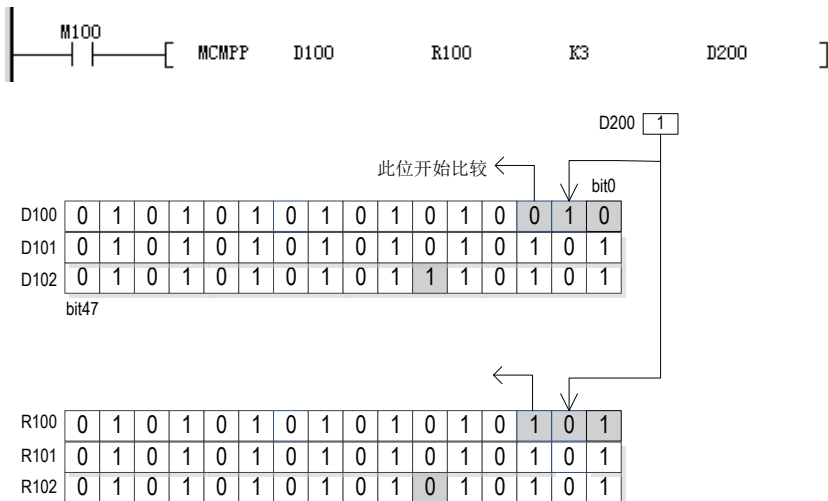 M100
[ MCMPP D100 R100 K3 D200 ]
D200 1
此位开始比较
bit0
D100 0 1 0 1 0 1 0 1 0 1 0 1 0 0 1 0
D101 0 1 0 1 0 1 0 1 0 1 0 1 0 1 0 1
D102 0 1 0 1 0 1 0 1 0 1 1 1 0 1 0 1
bit47
R100 0 1 0 1 0 1 0 1 0 1 0 1 0 1 0 1
R101 0 1 0 1 0 1 0 1 0 1 0 1 0 1 0 1
R102 0 1 0 1 0 1 0 1 0 1 0 1 0 1 0 1